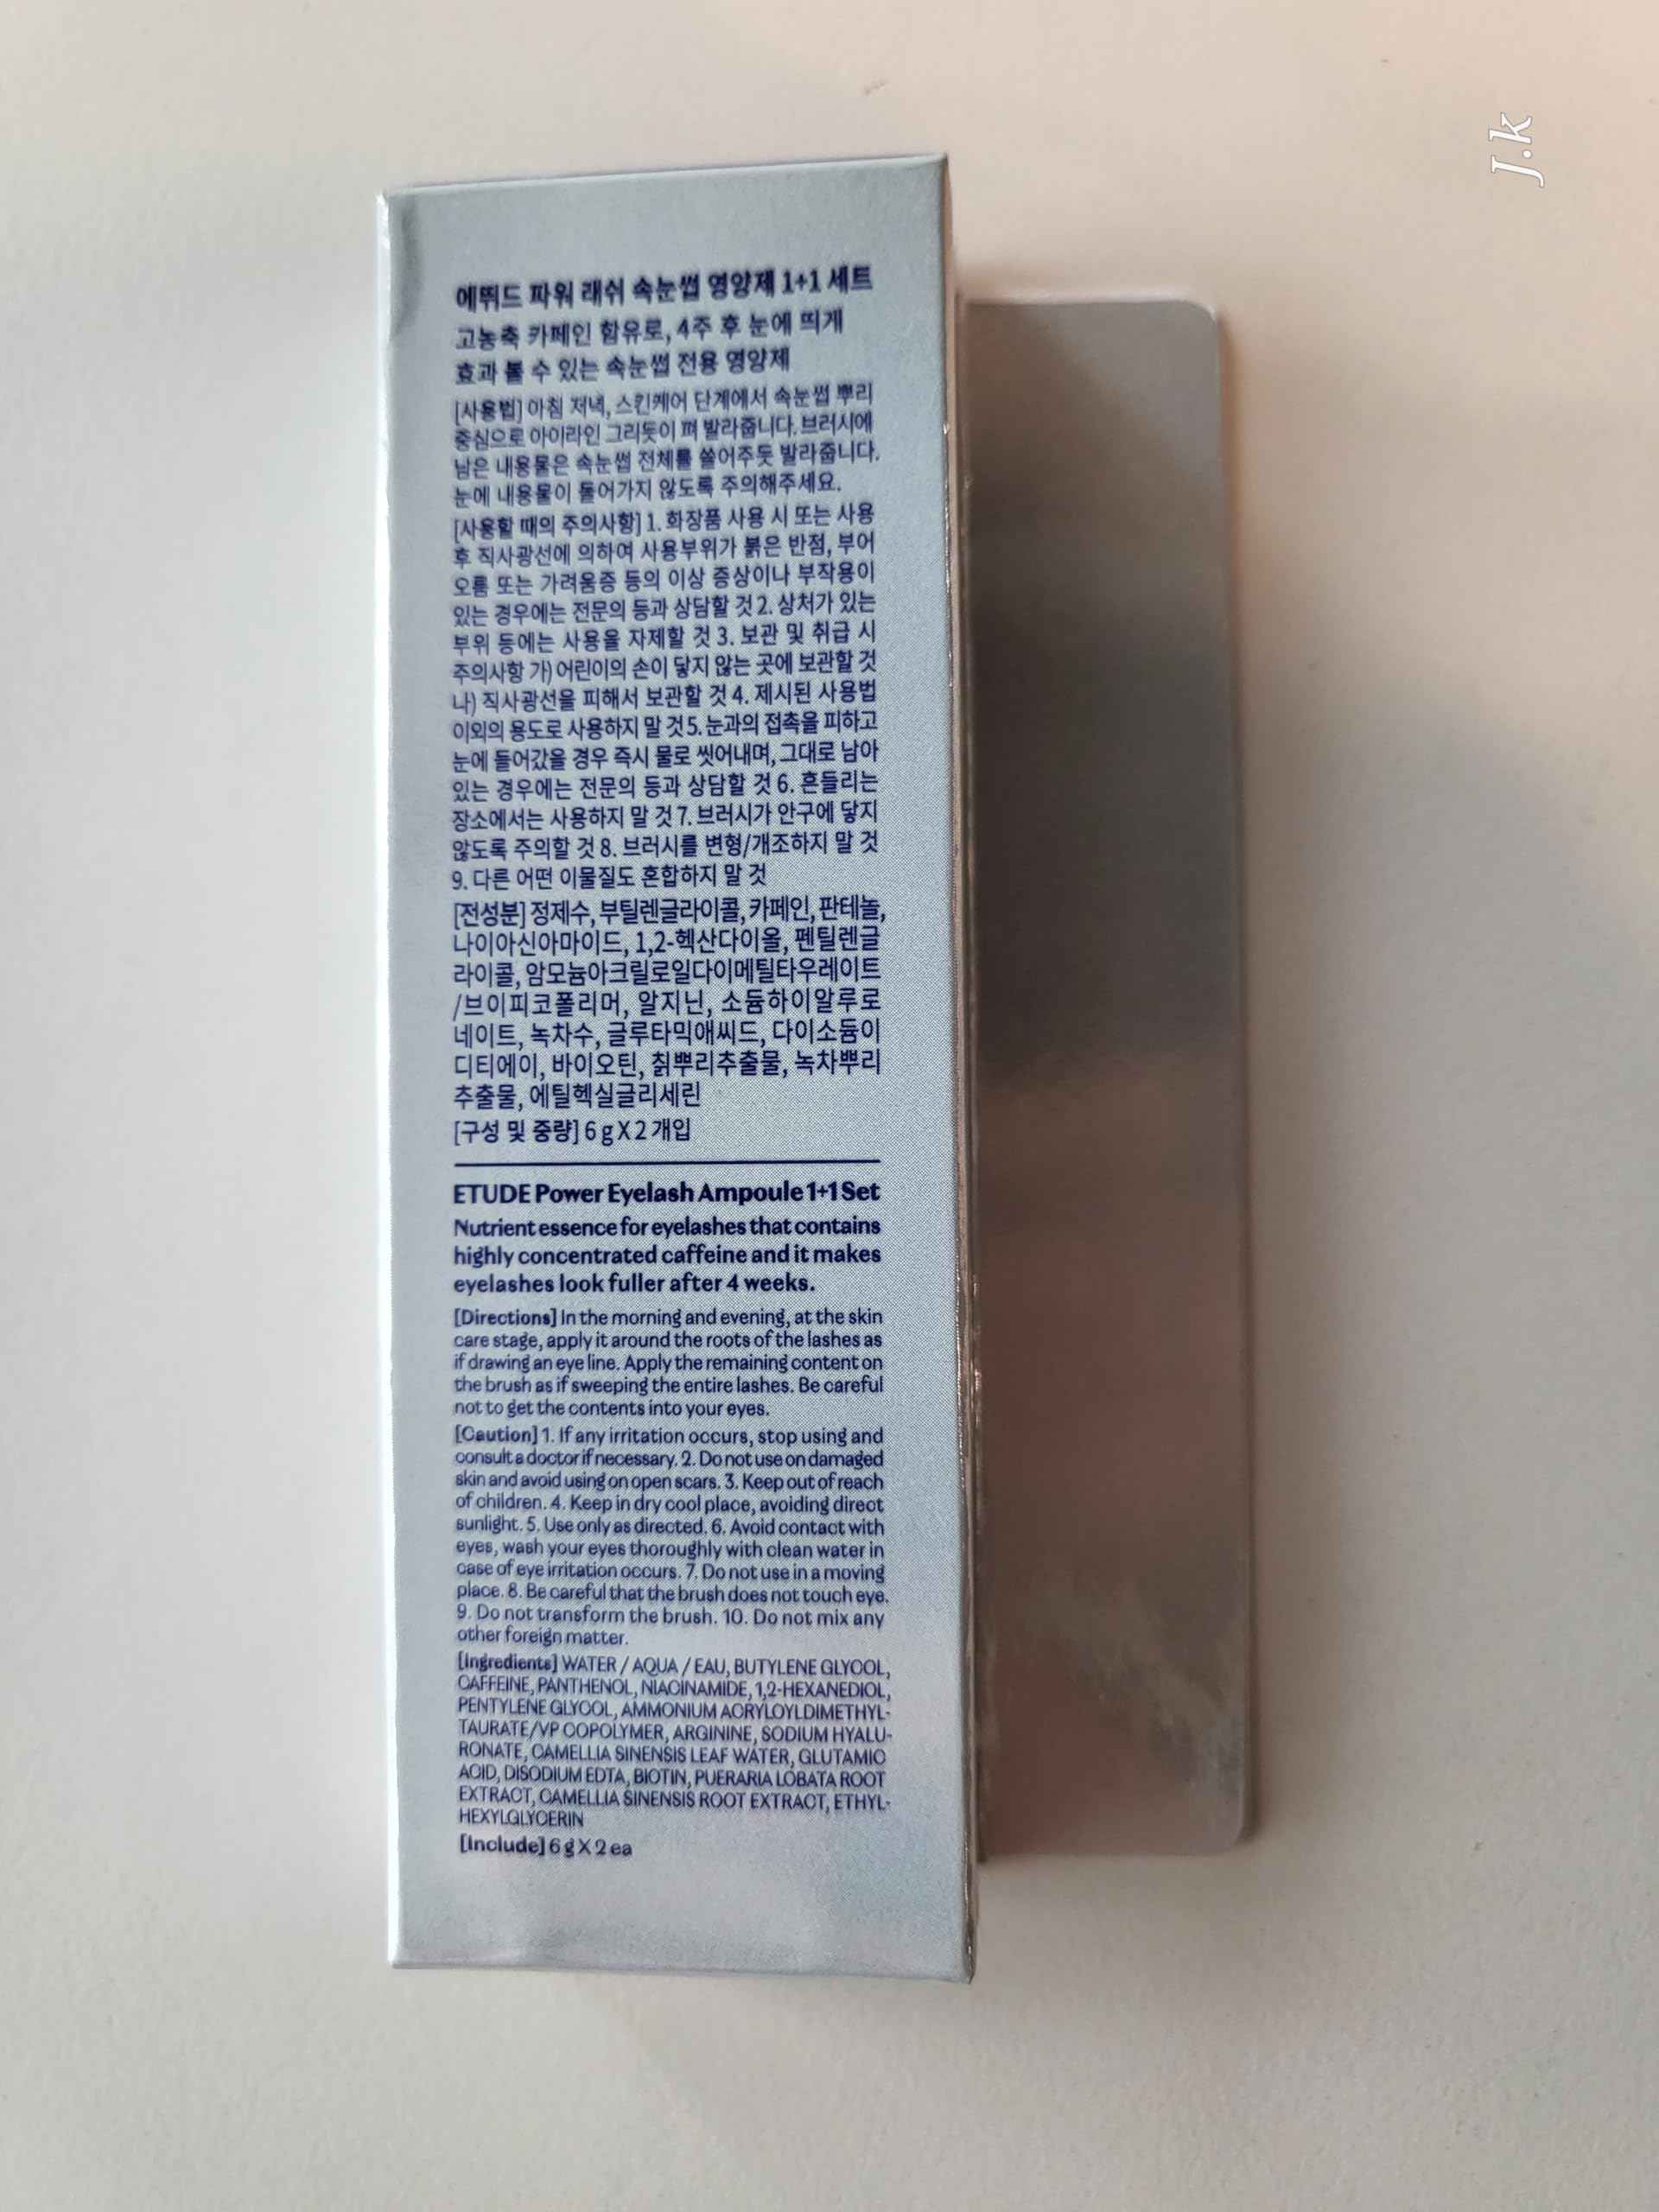 에뛰드 파워 래쉬 속눈썹 영양제 1+1 세트
고농축 카페인 함유로, 4주 후 눈에 띄게
효과 볼 수 있는 속눈썹 전용 영양제
[사용법] 아침 저녁, 스킨케어 단계에서 속눈썹 뿌리
중심으로 아이라인 그리듯이 펴 발라줍니다. 브러시에
남은 내용물은 속눈썹 전체를 쓸어주듯 발라줍니다.
눈에 내용물이 들어가지 않도록 주의해주세요.
[사용할 때의 주의사항] 1. 화장품 사용 시 또는 사용
후 직사광선에 의하여 사용부위가 붉은 반점, 부어
오름 또는 가려움증 등의 이상 증상이나 부작용이
있는 경우에는 전문의 등과 상담할 것 2. 상처가 있는
부위 등에는 사용을 자제할 것 3. 보관 및 취급 시
주의사항 가) 어린이의 손이 닿지 않는 곳에 보관할 것
나) 직사광선을 피해서 보관할 것 4. 제시된 사용법
이외의 용도로 사용하지 말 것 5. 눈과의 접촉을 피하고
눈에 들어갔을 경우 즉시 물로 씻어내며, 그대로 남아
있는 경우에는 전문의 등과 상담할 것 6. 흔들리는
장소에서는 사용하지 말 것 7. 브러시가 안구에 닿지
않도록 주의할 것 8. 브러시를 변형/개조하지 말 것
9. 다른 어떤 이물질도 혼합하지 말 것
[전성분] 정제수, 부틸렌글라이콜, 카페인, 판테놀,
나이아신아마이드, 1,2-헥산다이올, 펜틸렌글
라이콜, 암모늄아크릴로일다이메틸타우레이트
/브이피코폴리머, 알지닌, 소듐하이알루로
네이트, 녹차수, 글루타믹애씨드, 다이소듐이
디티에이, 바이오틴, 칡뿌리추출물, 녹차뿌리
추출물, 에틸헥실글리세린
[구성 및 중량] 6 g X 2 개입
ETUDE Power Eyelash Ampoule 1+1 Set
Nutrient essence for eyelashes that contains
highly concentrated caffeine and it makes
eyelashes look fuller after 4 weeks.
[Directions] In the morning and evening, at the skin
care stage, apply it around the roots of the lashes as
if drawing an eye line. Apply the remaining content on
the brush as if sweeping the entire lashes. Be careful
not to get the contents into your eyes.
[Caution] 1. If any irritation occurs, stop using and
consult a doctor if necessary. 2. Do not use on damaged
skin and avoid using on open scars. 3. Keep out of reach
of children. 4. Keep in dry cool place, avoiding direct
sunlight. 5. Use only as directed. 6. Avoid contact with
eyes, wash your eyes thoroughly with clean water in
case of eye irritation occurs. 7. Do not use in a moving
place. 8. Be careful that the brush does not touch eye.
9. Do not transform the brush. 10. Do not mix any
other foreign matter.
[Ingredients] WATER / AQUA / EAU, BUTYLENE GLYCOL,
CAFFEINE, PANTHENOL, NIACINAMIDE, 1,2-HEXANEDIOL,
PENTYLENE GLYCOL, AMMONIUM ACRYLOYLDIMETHYL-
TAURATE/VP COPOLYMER, ARGININE, SODIUM HYALU-
RONATE, CAMELLIA SINENSIS LEAF WATER, GLUTAMIC
ACID, DISODIUM EDTA, BIOTIN, PUERARIA LOBATA ROOT
EXTRACT, CAMELLIA SINENSIS ROOT EXTRACT, ETHYL-
HEXYLGLYCERIN
[Include] 6 g X 2 ea
J.k